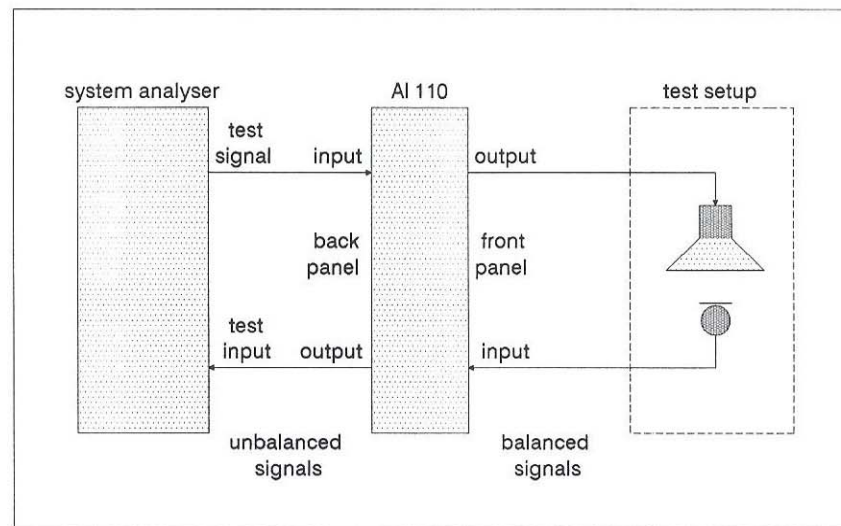 system analyser
AI 110
test setup
test
signal
input
output
back
panel
front
panel
test
input
output
input
unbalanced
signals
balanced
signals